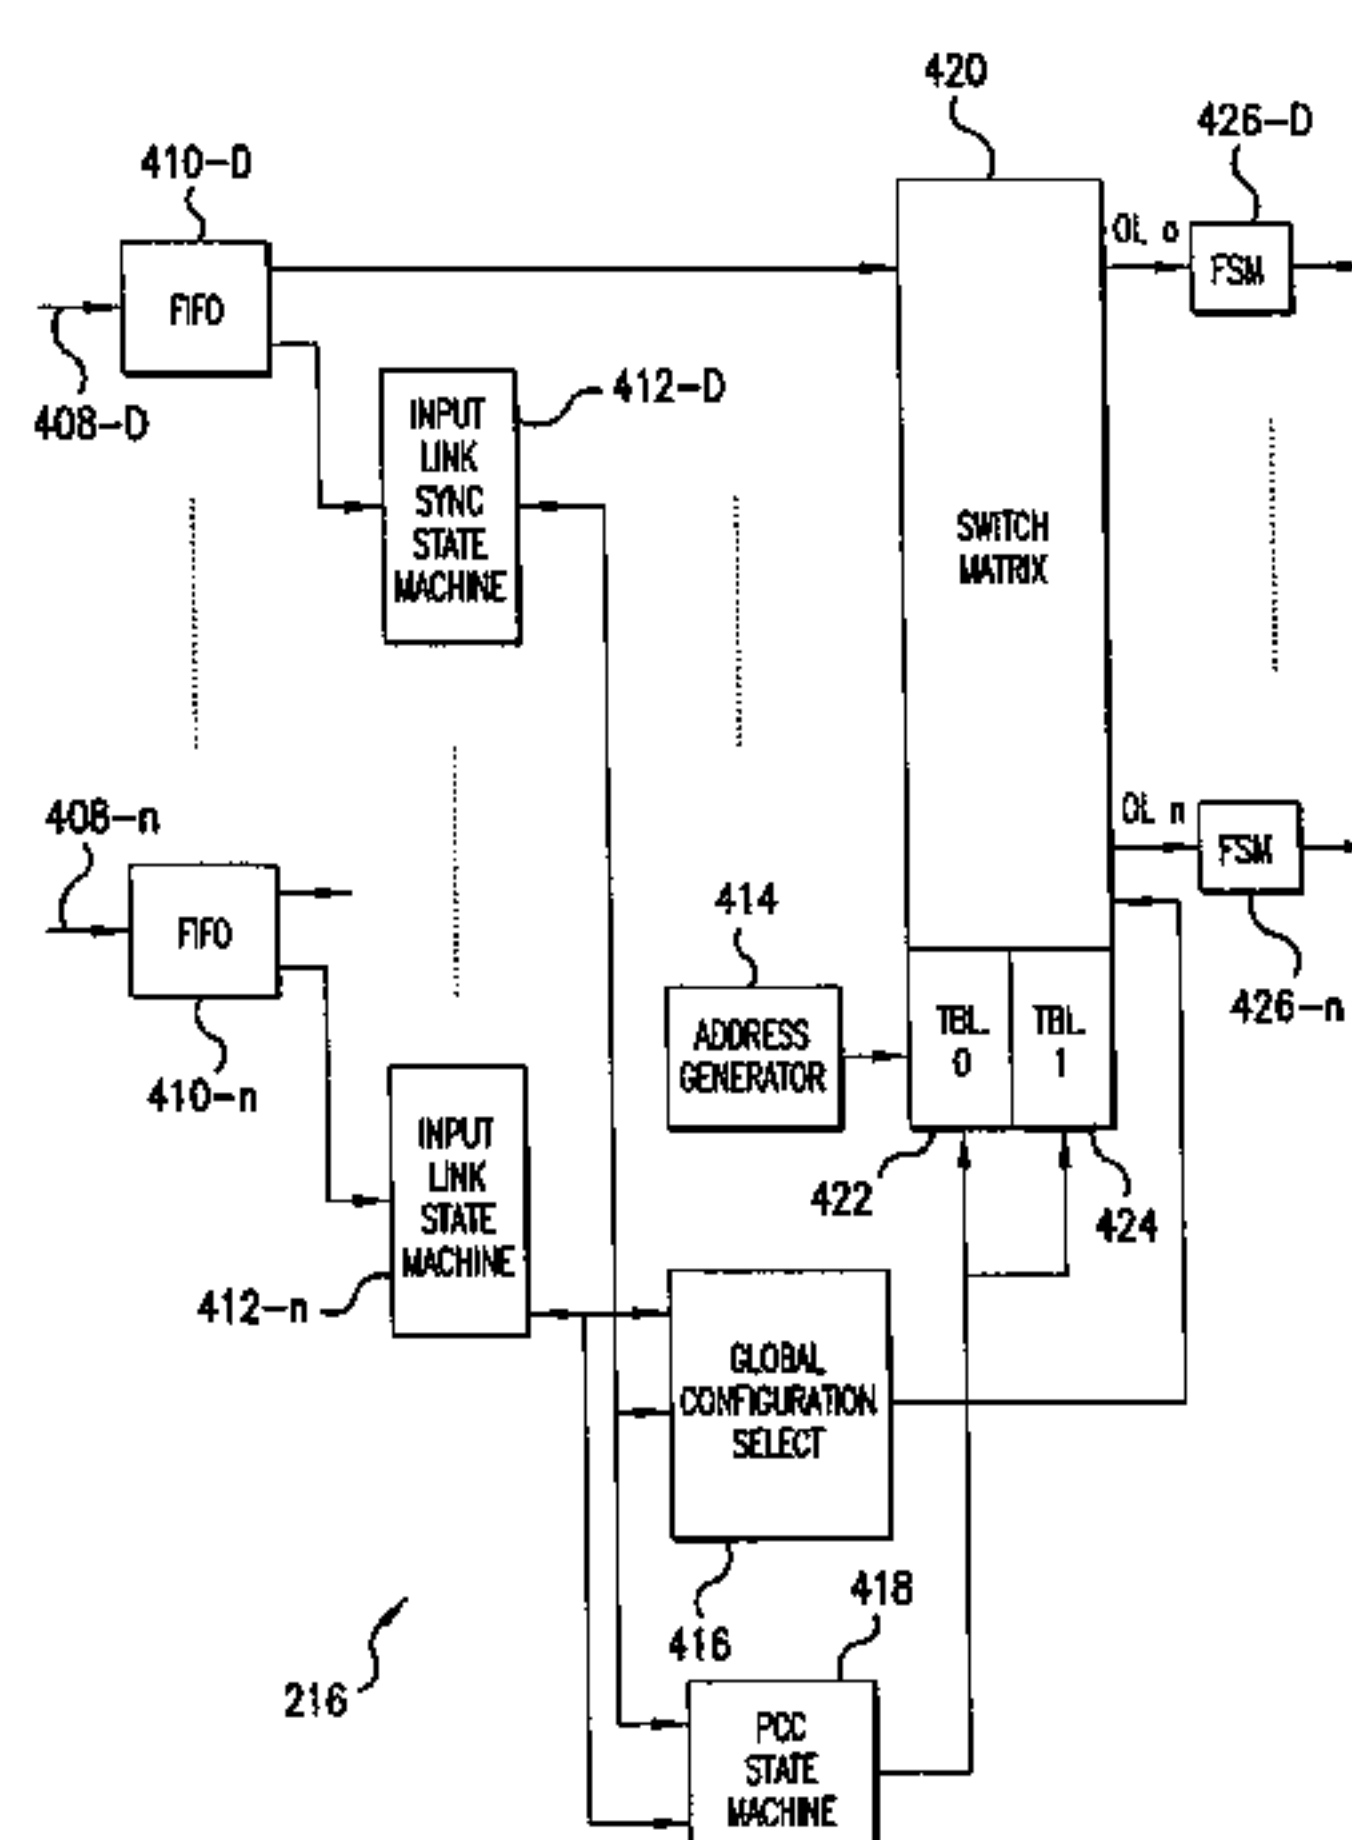 420
426-D
410-D
OL o
FSM
FIFO
412-D
408-D
INPUT
LINK
SYNC
STATE
MACHINE
SWITCH
MATRIX
408-n
OL n
FSM
414
FIFO
426-n
ADDRESS
GENERATOR
TBL.
0
TBL.
1
410-n
INPUT
LINK
STATE
MACHINE
422
424
412-n
GLOBAL
CONFIGURATION
SELECT
418
416
216
PCC
STATE
MACHINE